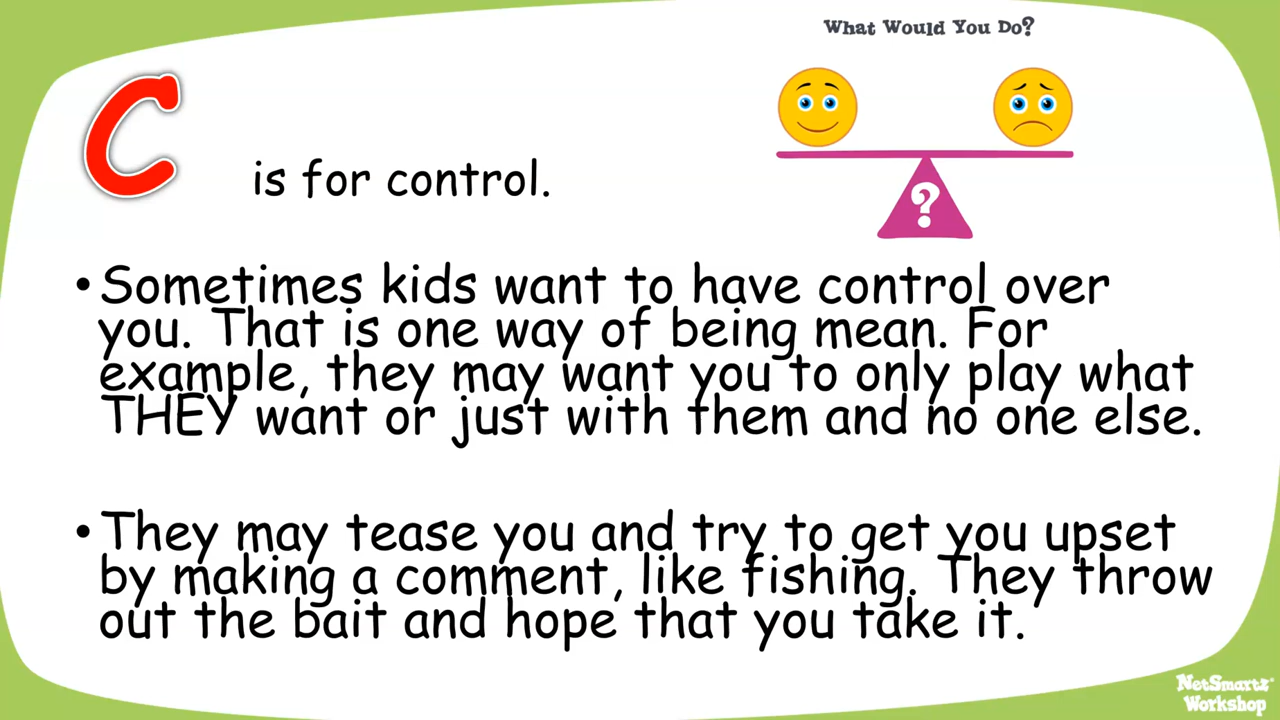 What Would You Do?
C
is for control.
?
•Sometimes kids want to have control over
you. That is one way of being mean. For
example, they may want you to only play what
THEY want or just with them and no one else.
•They may tease you and try to get you upset
by making a comment, like fishing. They throw
out the bait and hope that you take it.
NetSmartz®
Workshop